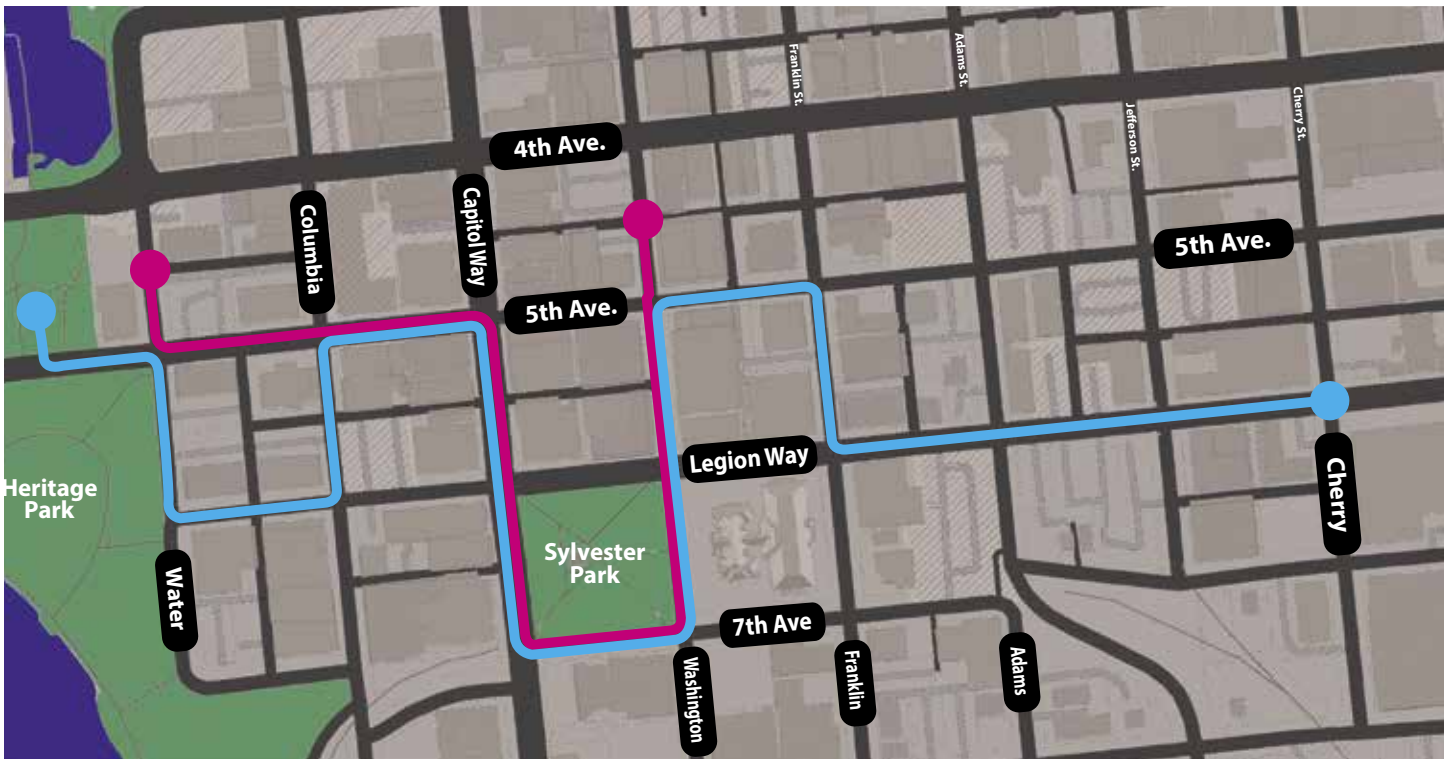 Franklin St.
Adams St.
Jefferson St.
Cherry St.
4th Ave.
Columbia
Capitol Way
5th Ave.
5th Ave.
Legion Way
Heritage
Park
Sylvester
Park
Cherry
Water
7th Ave
Washington
Franklin
Adams